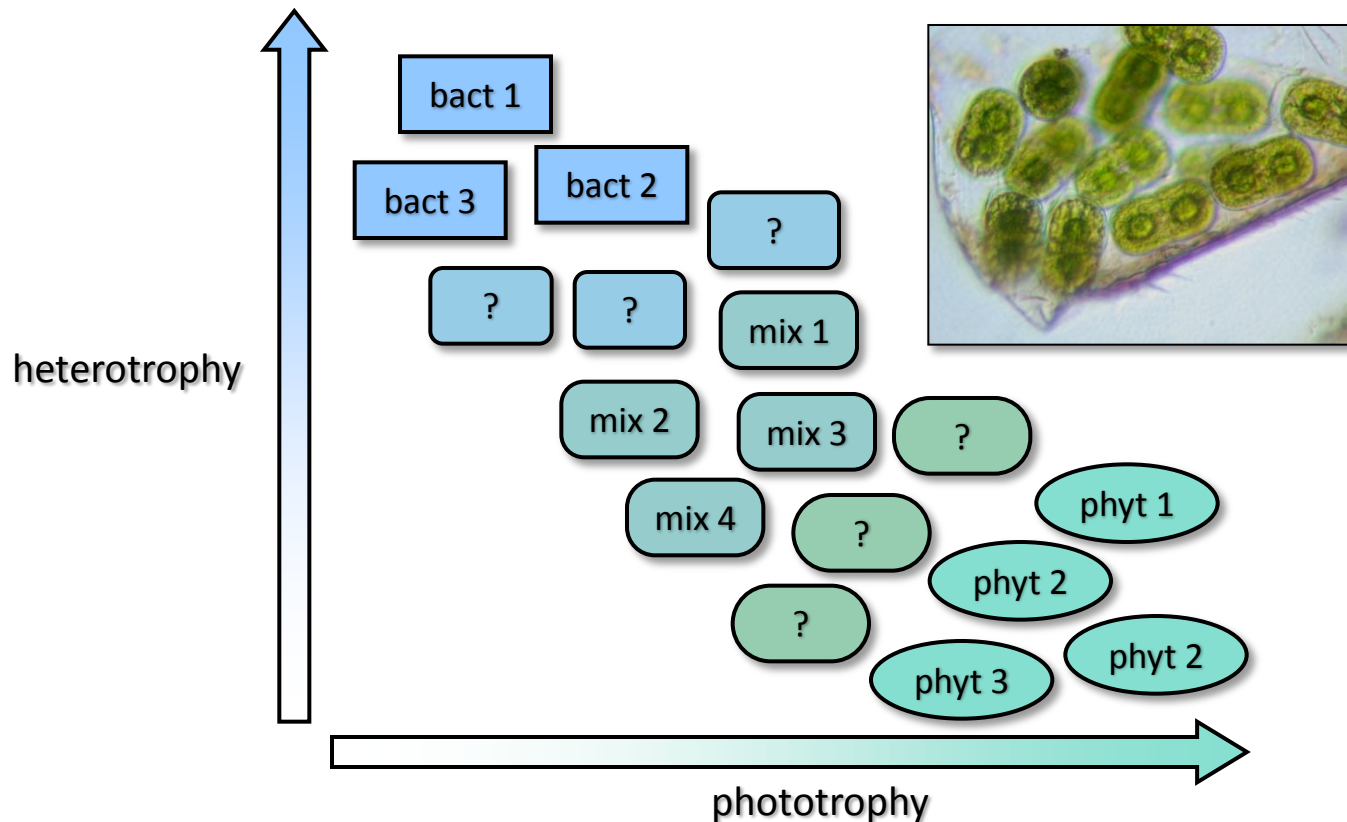 bact 1
bact 3
bact 2
?
?
?
mix 1
heterotrophy
mix 2
mix 3
?
mix 4
?
phyt 1
phyt 2
?
phyt 3
phyt 2
phototrophy